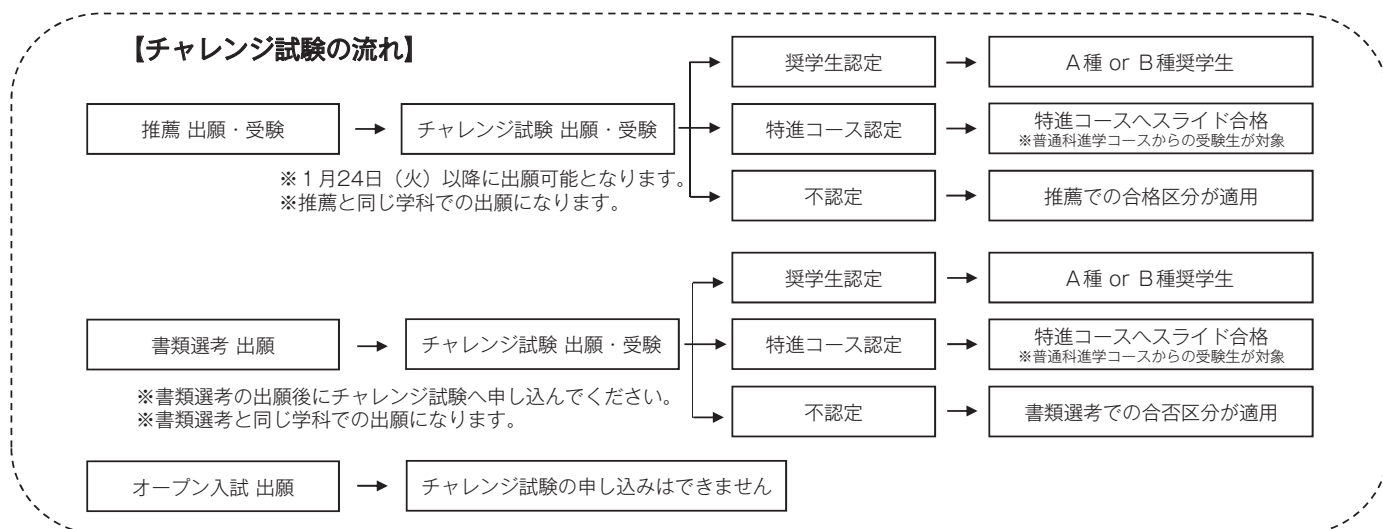 【チャレンジ試験の流れ】
推薦 出願・受験
チャレンジ試験 出願・受験
※１月24日（火）以降に出願可能となります。
※推薦と同じ学科での出願になります。
奨学生認定
Ａ種 or Ｂ種奨学生
特進コース認定
特進コースへスライド合格
※普通科進学コースからの受験生が対象
不認定
推薦での合格区分が適用
書類選考 出願
チャレンジ試験 出願・受験
※書類選考の出願後にチャレンジ試験へ申し込んでください。
※書類選考と同じ学科での出願になります。
奨学生認定
Ａ種 or Ｂ種奨学生
特進コース認定
特進コースへスライド合格
※普通科進学コースからの受験生が対象
不認定
書類選考での合否区分が適用
オープン入試 出願
チャレンジ試験の申し込みはできません